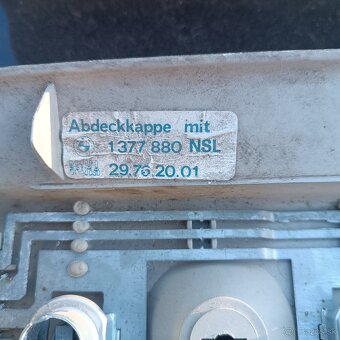 Abdeckkappe mit
1 377 880 NSL
29.76.20.01